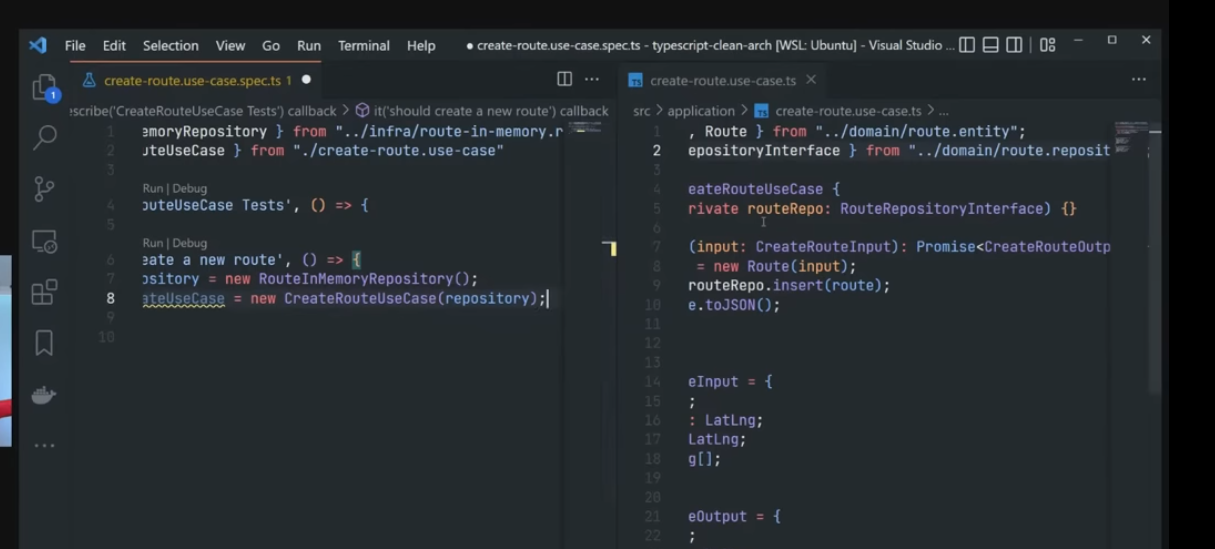 File Edit Selection View Go Run Terminal Help ● create-route.use-case.spec.ts - typescript-clean-arch [WSL: Ubuntu] - Visual Studio ...
1
create-route.use-case.spec.ts 1 ●
escribe('CreateRouteUseCase Tests') callback > it('should create a new route') callback
1 emoryRepository } from "../infra/route-in-memory.r
2 uteUseCase } from "./create-route.use-case"
3
Run | Debug
4 outeUseCase Tests', () => {
5
Run | Debug
6 eate a new route', () => {
7 ository = new RouteInMemoryRepository();
8 ateUseCase = new CreateRouteUseCase(repository);
9
10
TS create-route.use-case.ts
src > application > TS create-route.use-case.ts > ...
1 , Route } from "../domain/route.entity";
2 epositoryInterface } from "../domain/route.reposit
3
4 eateRouteUseCase {
5 rivate routeRepo: RouteRepositoryInterface) {}
6
7 (input: CreateRouteInput): Promise<CreateRouteOutp
8 = new Route(input);
9 routeRepo.insert(route);
10 e.toJSON();
11
12
13
14 eInput = {
15 ;
16 : LatLng;
17 LatLng;
18 g[];
19
20
21 eOutput = {
22 ;